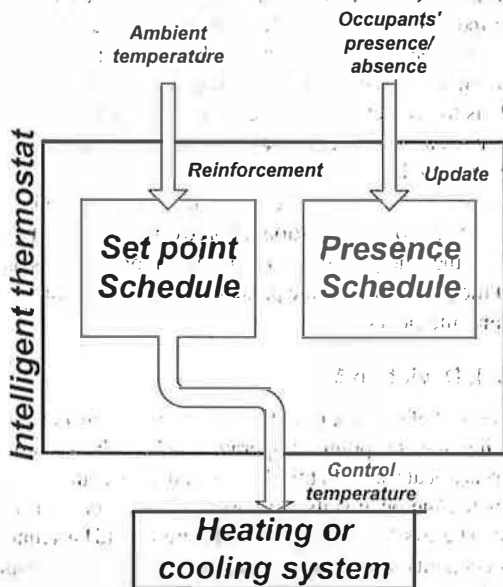 Ambient
temperature
Occupants'
presence/
absence
Intelligent thermostat
Reinforcement
Update
Set point
Schedule
Presence
Schedule
Control
temperature
Heating or
cooling system